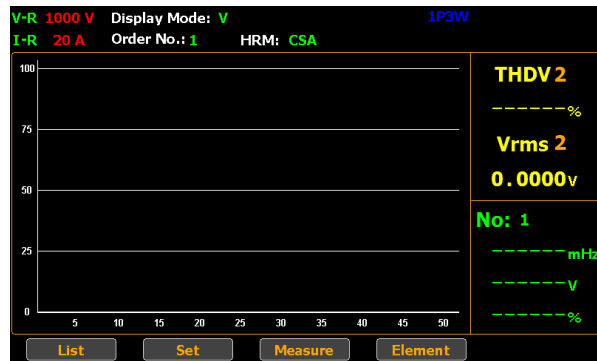 V-R 1000 V Display Mode: V 1P3W
I-R 20 A Order No.: 1 HRM: CSA
100
75
50
25
0
5 10 15 20 25 30 35 40 45 50
THDV 2
------%
Vrms 2
0.0000V
No: 1
------mHz
------V
------%
List Set Measure Element